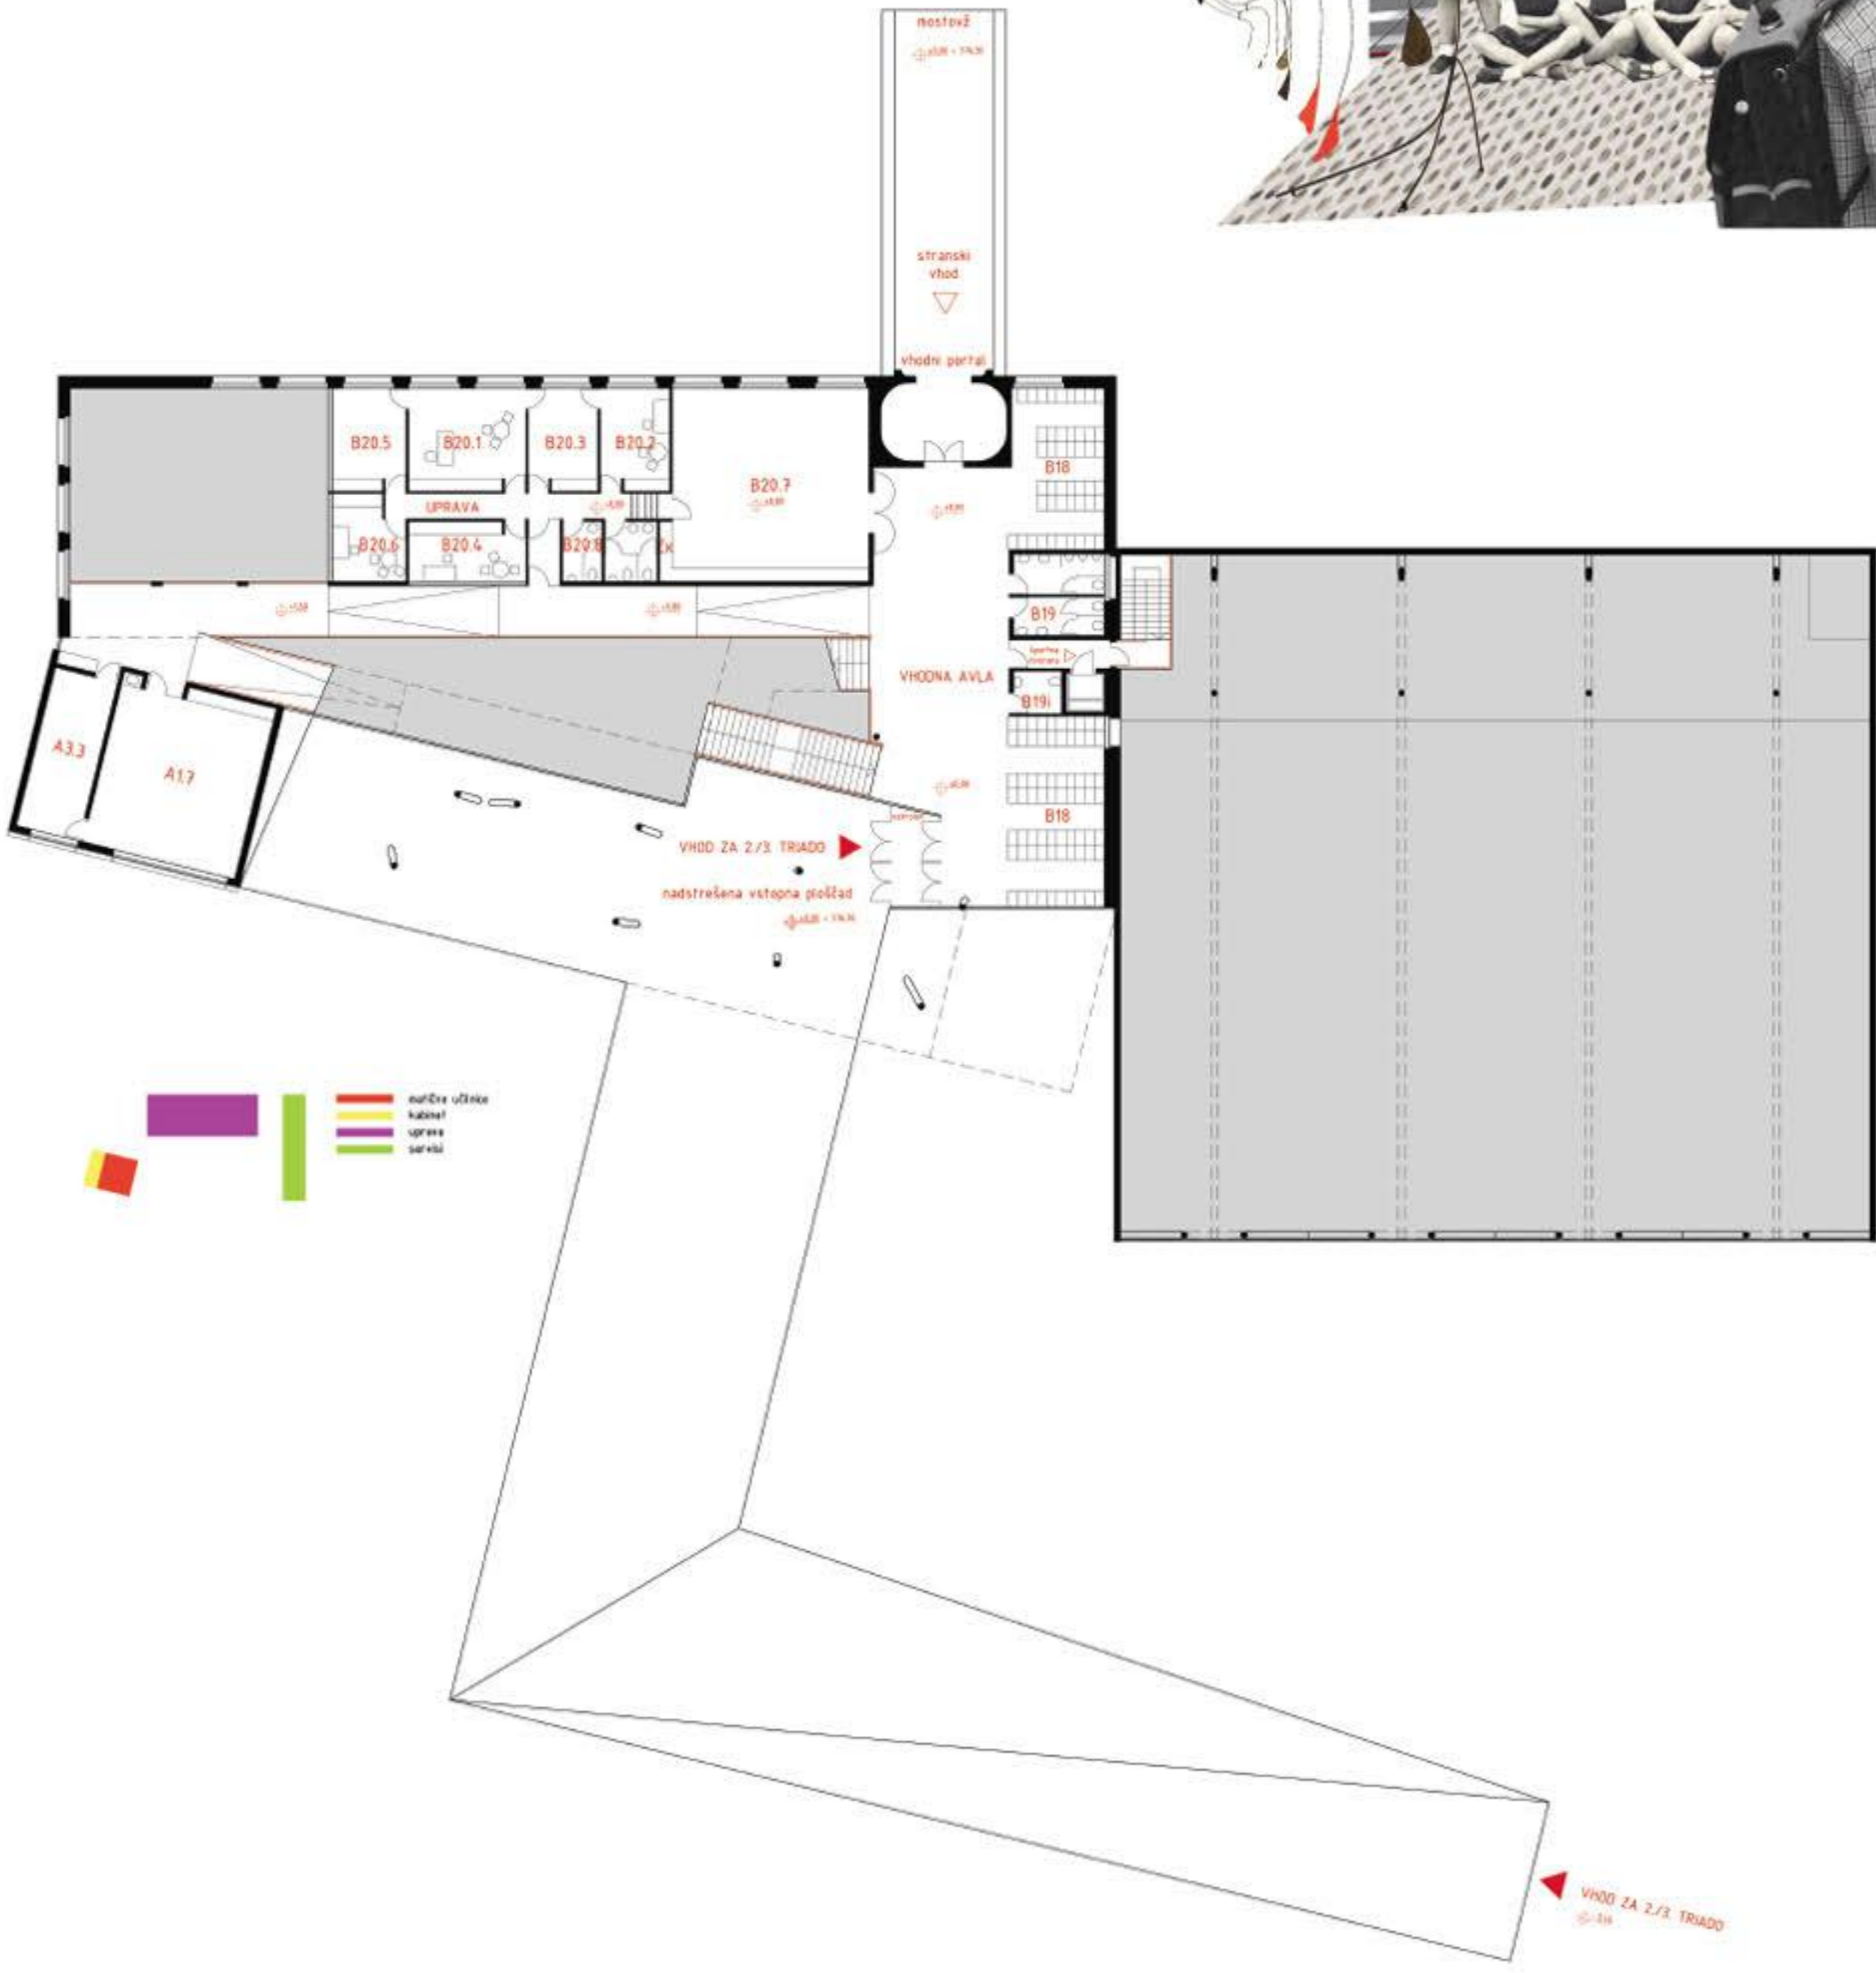 mostovž
stranski
vhod
vhodni portal
B20.5
B20.1
B20.3
B20.2
B20.7
B18
UPRAVA
B20.6
B20.4
B20.8
B19
VHODNA AVLA
B19i
A3.3
A1.7
B18
VHOD ZA 2./3. TRIADO
nadstrešena vstopna ploščad
matične učilnice
kabinet
uprava
servisi
VHOD ZA 2./3. TRIADO